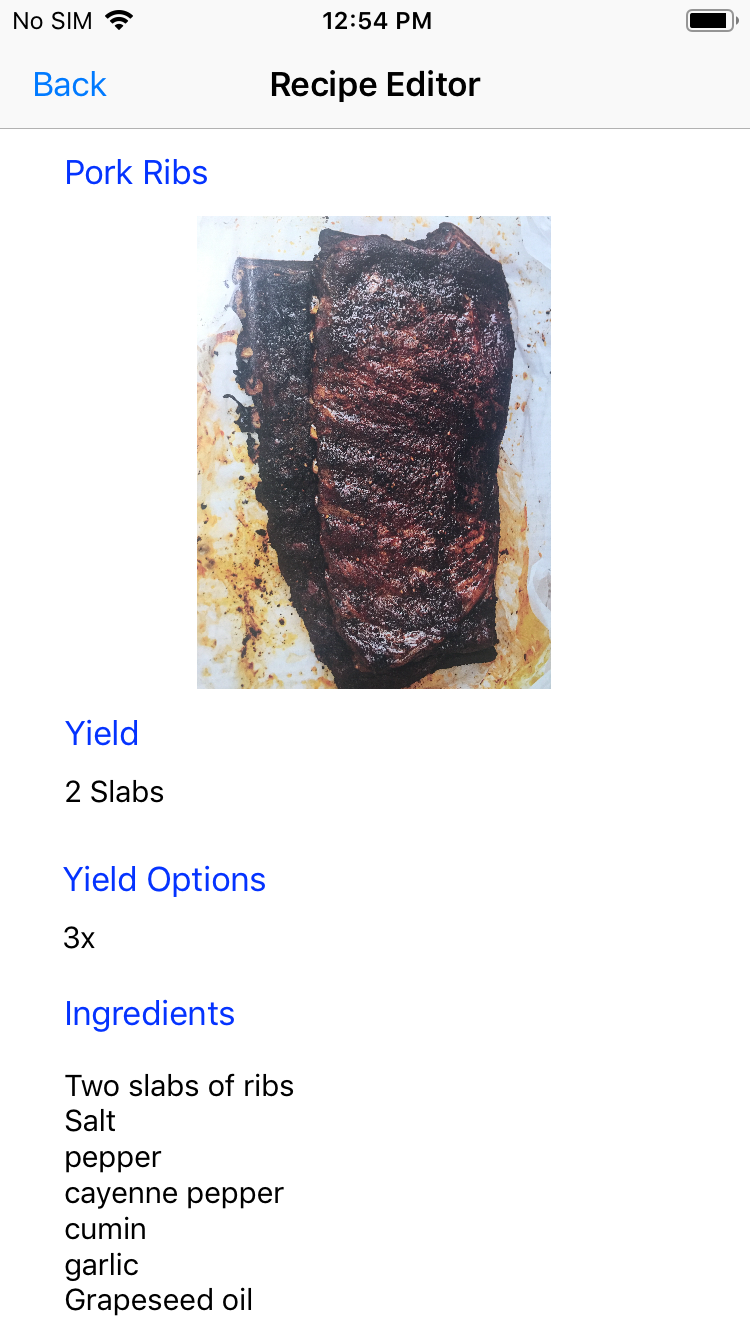 No SIM 12:54 PM
Back Recipe Editor
Pork Ribs
Yield
2 Slabs
Yield Options
3x
Ingredients
Two slabs of ribs
Salt
pepper
cayenne pepper
cumin
garlic
Grapeseed oil